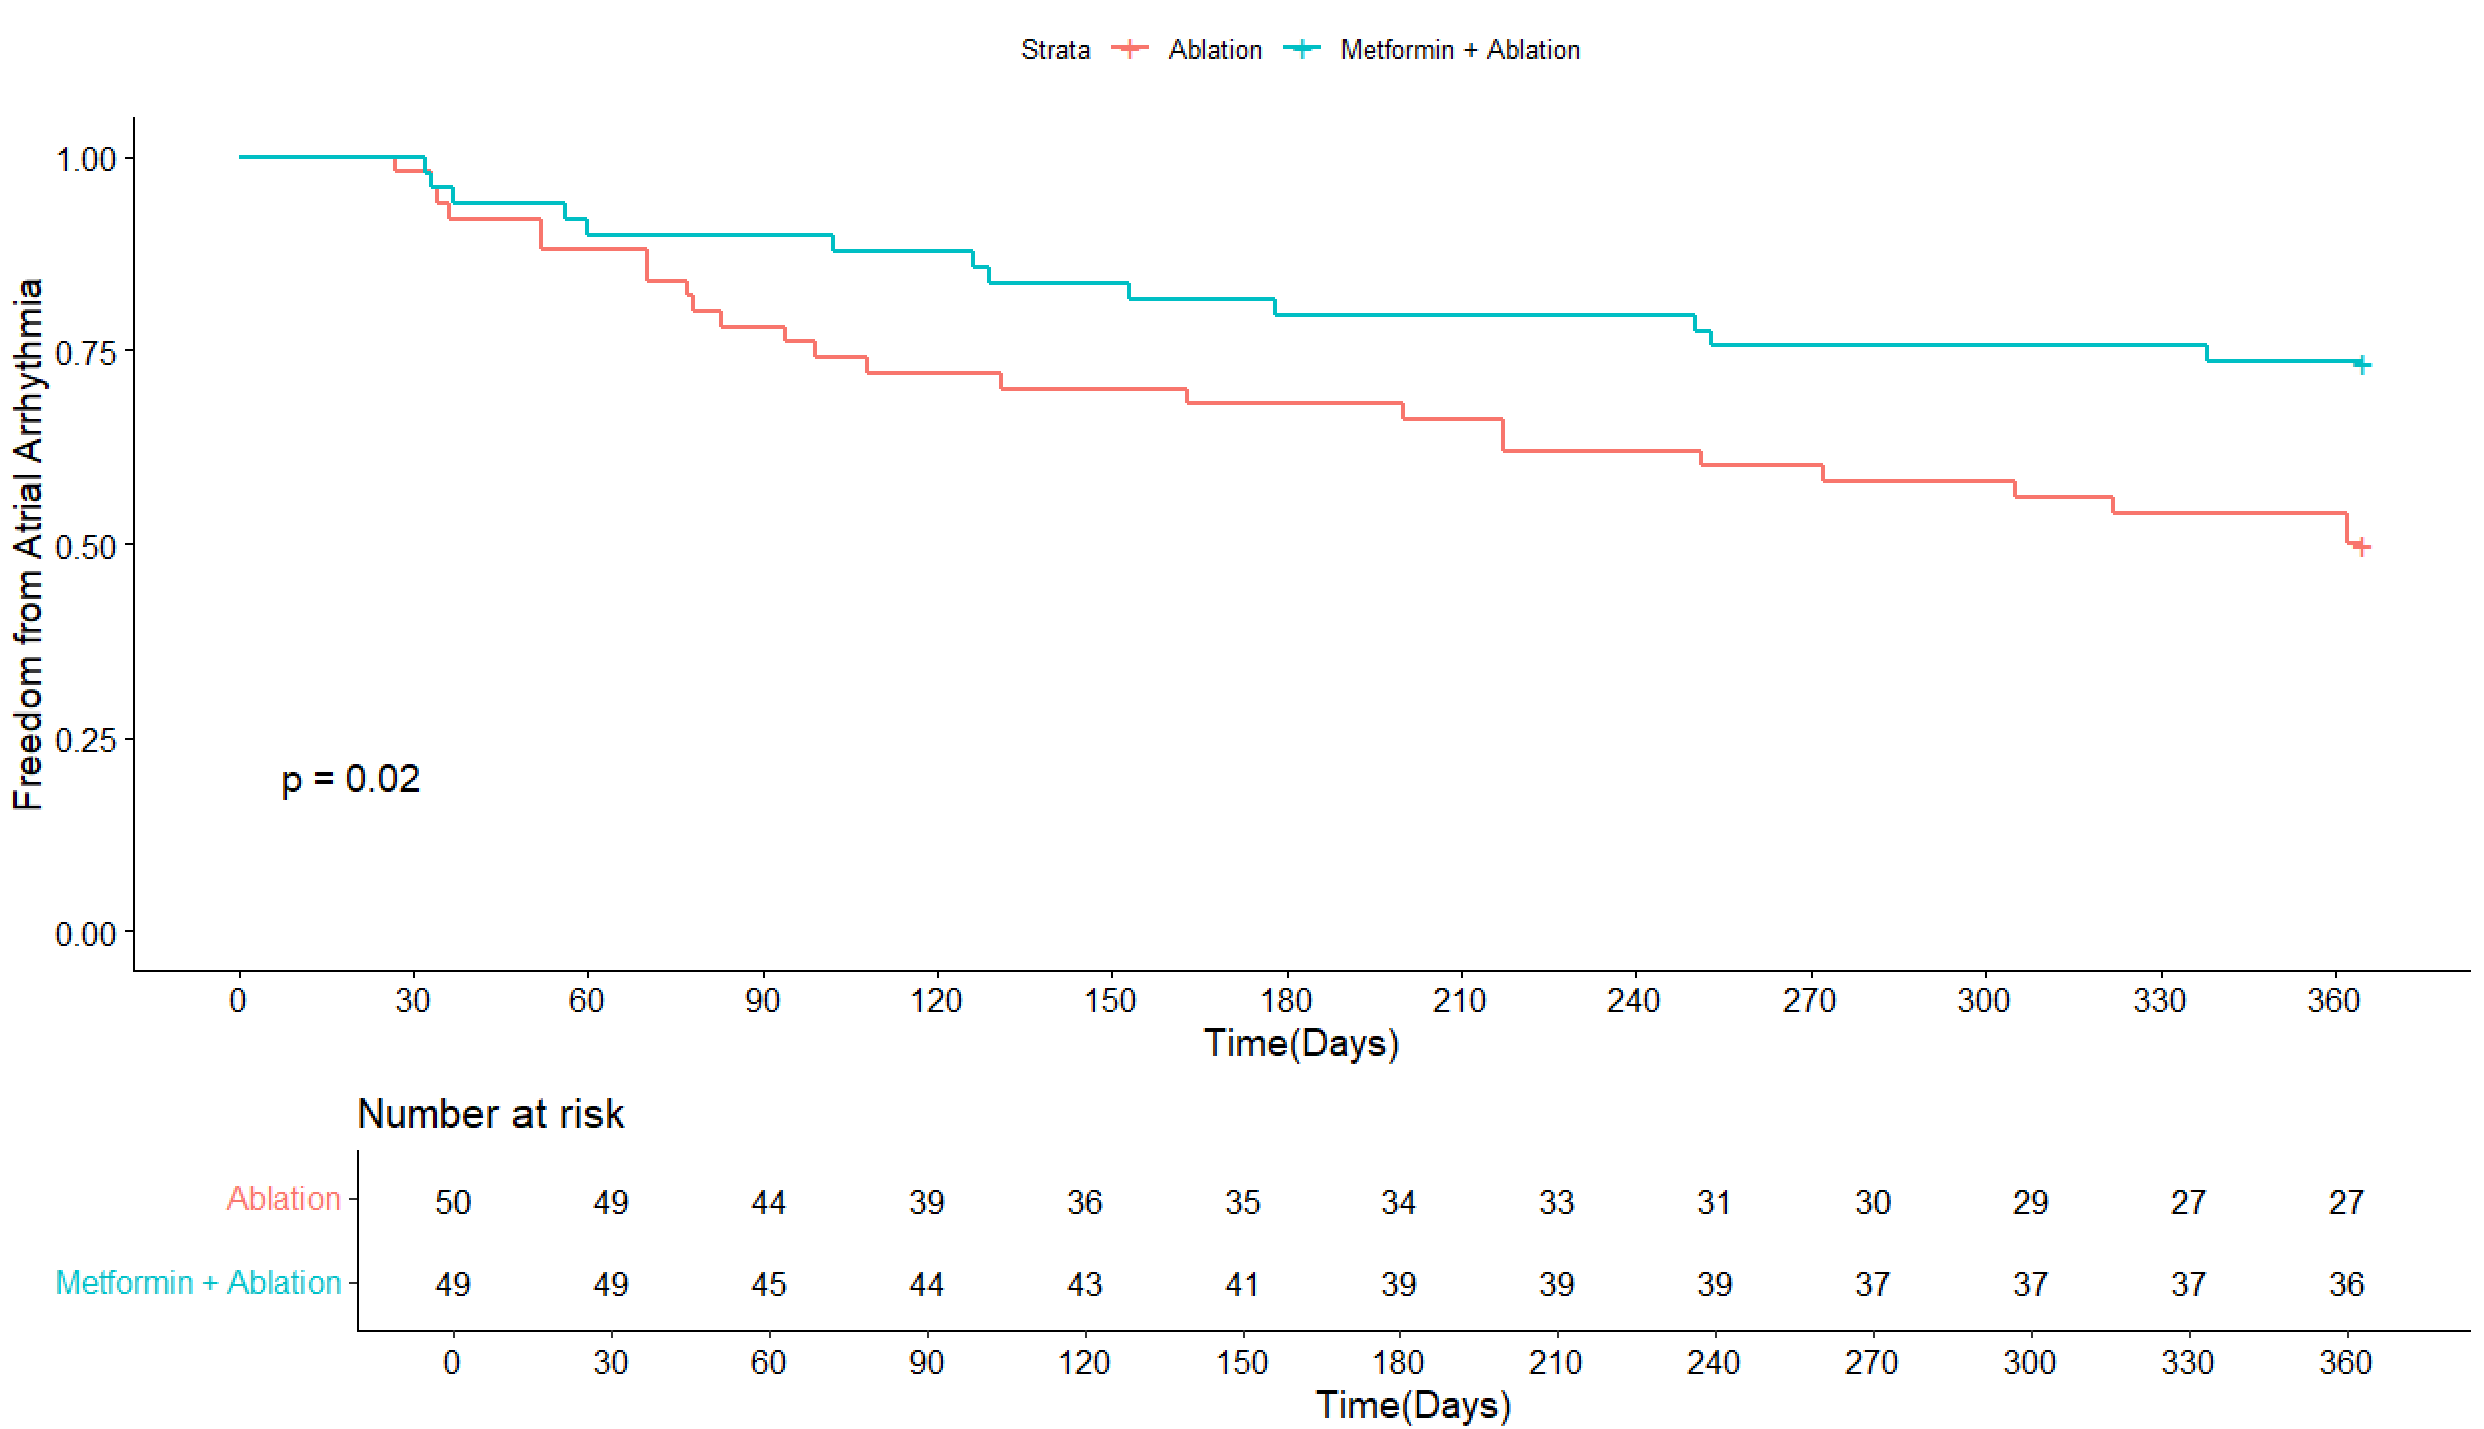 Strata Ablation Metformin + Ablation
Freedom from Atrial Arrhythmia
1.00
0.75
0.50
0.25
0.00
p = 0.02
0 30 60 90 120 150 180 210 240 270 300 330 360
Time(Days)
Number at risk
Ablation 50 49 44 39 36 35 34 33 31 30 29 27 27
Metformin + Ablation 49 49 45 44 43 41 39 39 39 37 37 37 36
0 30 60 90 120 150 180 210 240 270 300 330 360
Time(Days)